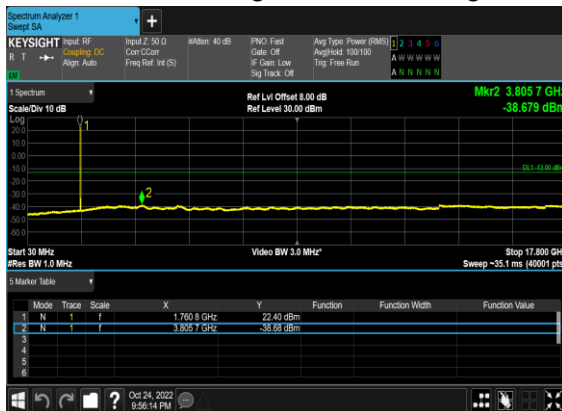 Spectrum Analyzer 1
Swept SA
KEYSIGHT Input: RF Input Z: 50 Ω #Atten: 40 dB PNO: Fast Avg Type: Power (RMS) 1 2 3 4 5 6
R T Coupling: DC Corr CCorr Gate: Off Avg|Hold: 100/100 A W W W W W
Align: Auto Freq Ref: Int (S) IF Gain: Low Trig: Free Run
Sig Track: Off A N N N N N
1 Spectrum Ref Lvl Offset 8.00 dB Mkr2 3.805 7 GHz
Scale/Div 10 dB Ref Level 30.00 dBm -38.679 dBm
Log
20.0 1
10.0
0.00
-10.0 DL1 -13.00 dBm
-20.0
-30.0 2
-40.0
-50.0
-60.0
Start 30 MHz Video BW 3.0 MHz* Stop 17.800 GHz
#Res BW 1.0 MHz Sweep ~35.1 ms (40001 pts)
5 Marker Table
Mode Trace Scale X Y Function Function Width Function Value
1 N 1 f 1.760 8 GHz 22.40 dBm
2 N 1 f 3.805 7 GHz -38.68 dBm
3
4
5
6
Oct 24, 2022
9:56:14 PM